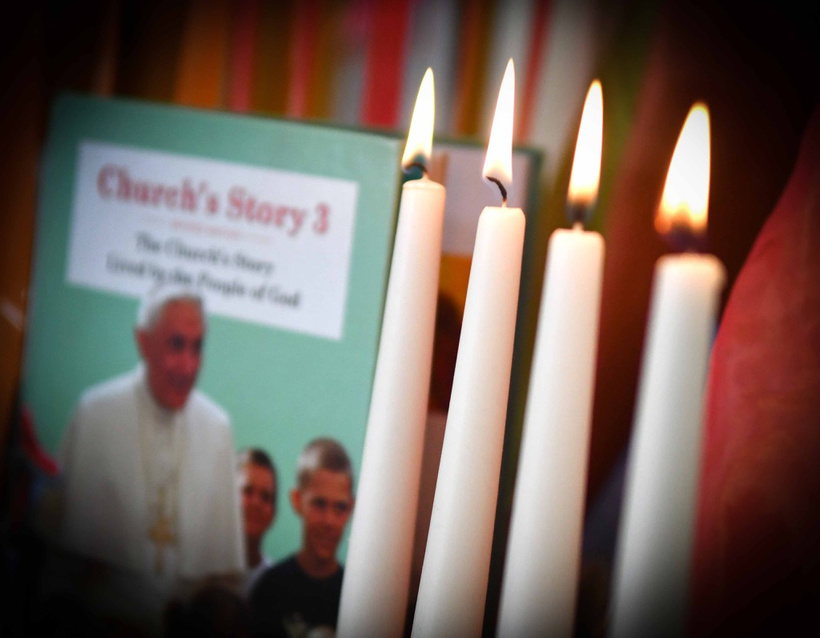 Church's Story 3
The Church's Story
Lived by the People of God